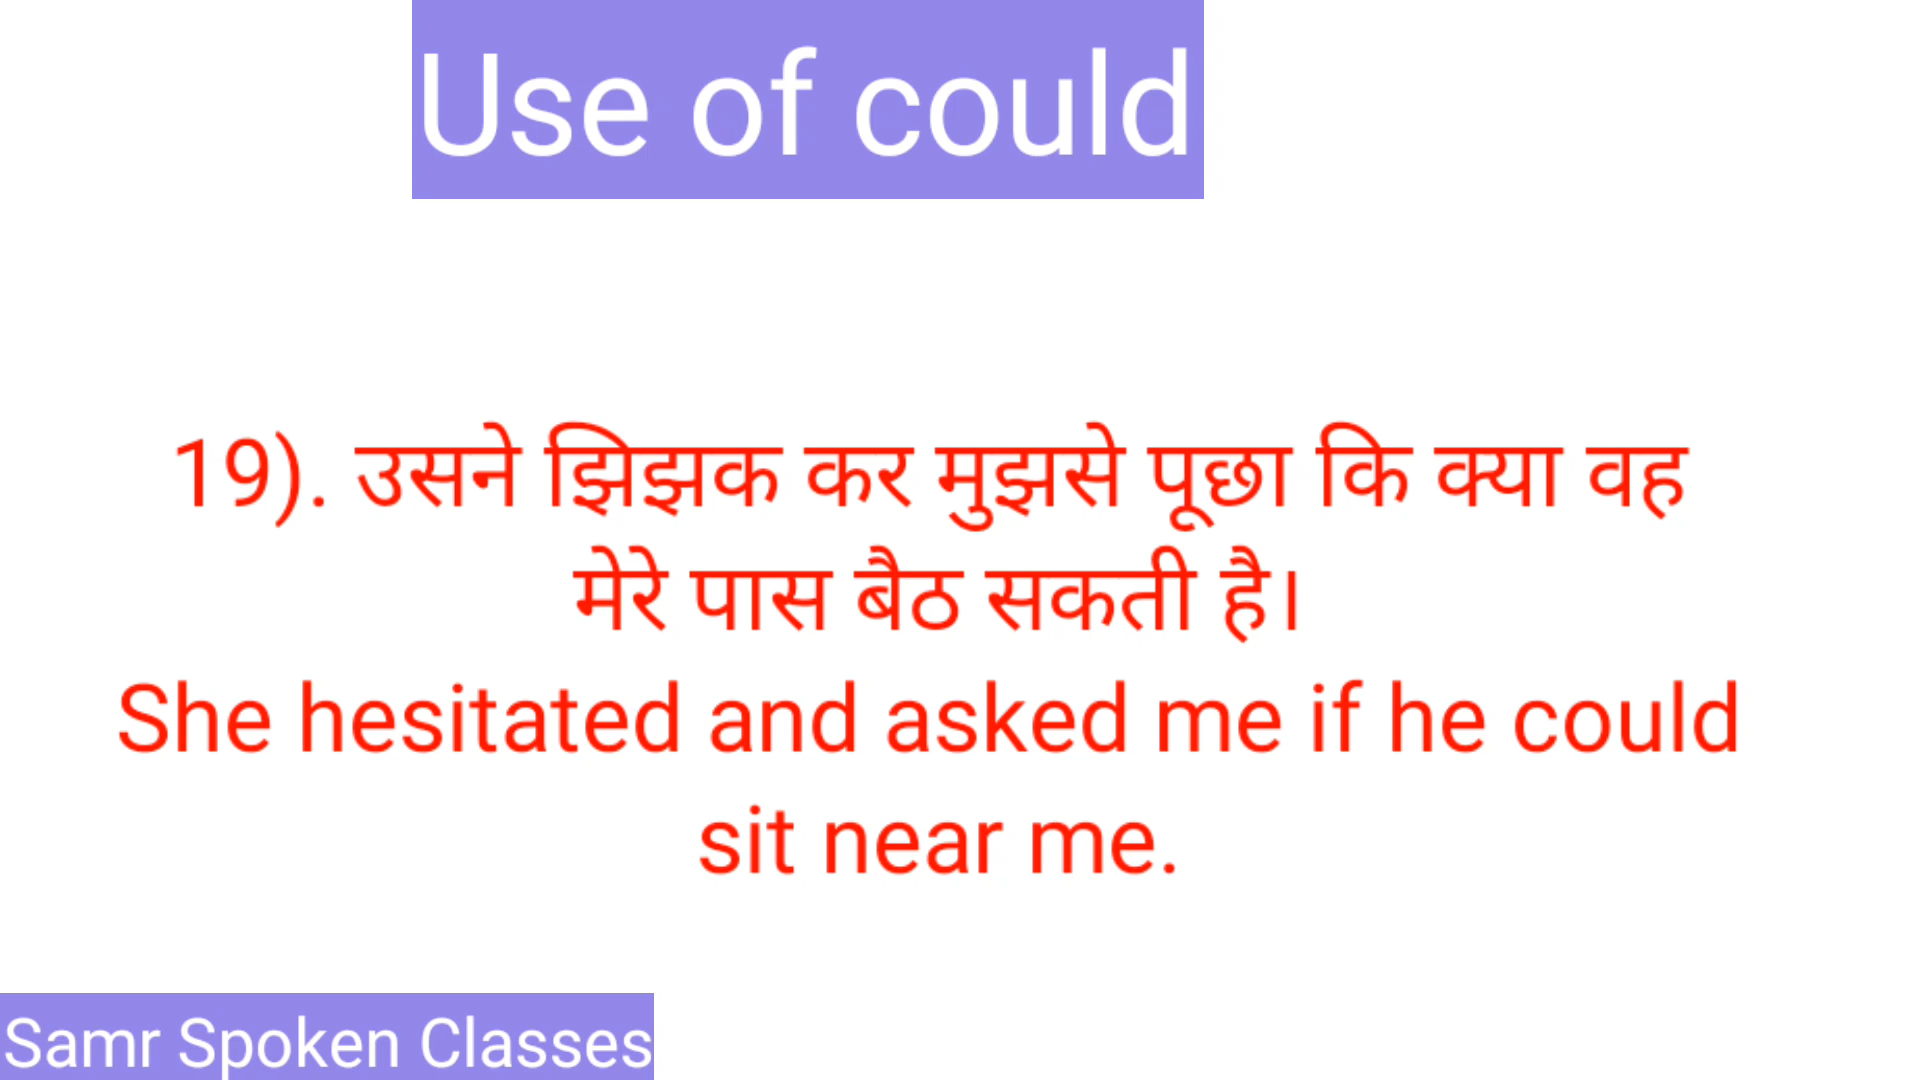 Use of could
19). उसने झिझक कर मुझसे पूछा कि क्या वह
मेरे पास बैठ सकती है।
She hesitated and asked me if he could
sit near me.
Samr Spoken Classes